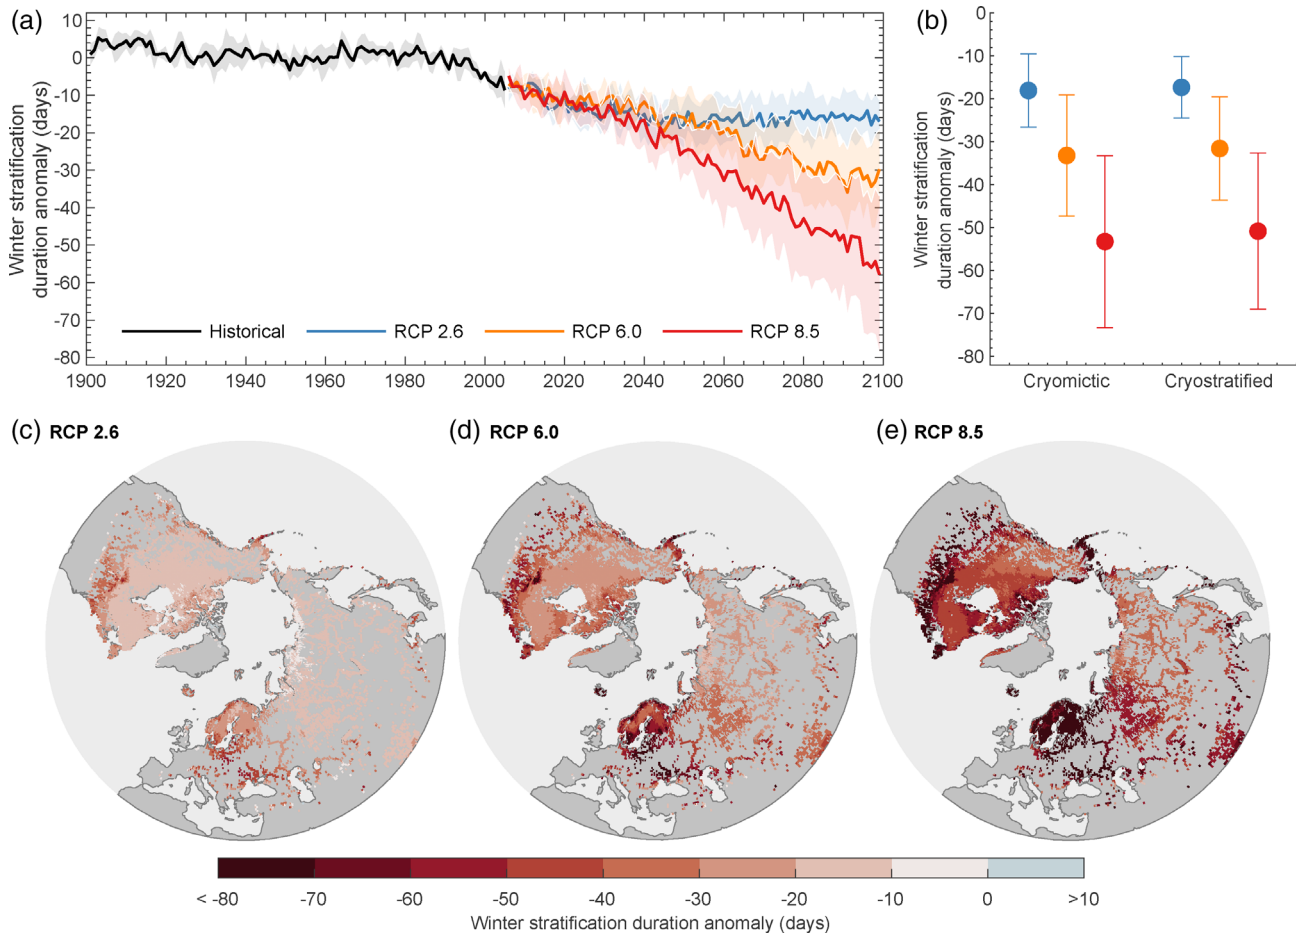 (a)
10
0
-10
-20
-30
-40
-50
-60
-70
-80
Winter stratification
duration anomaly (days)
Historical
RCP 2.6
RCP 6.0
RCP 8.5
1900
1920
1940
1960
1980
2000
2020
2040
2060
2080
2100
(b)
0
-10
-20
-30
-40
-50
-60
-70
-80
Winter stratification
duration anomaly (days)
Cryomictic
Cryostratified
(c) RCP 2.6
(d) RCP 6.0
(e) RCP 8.5
< -80
-70
-60
-50
-40
-30
-20
-10
0
>10
Winter stratification duration anomaly (days)